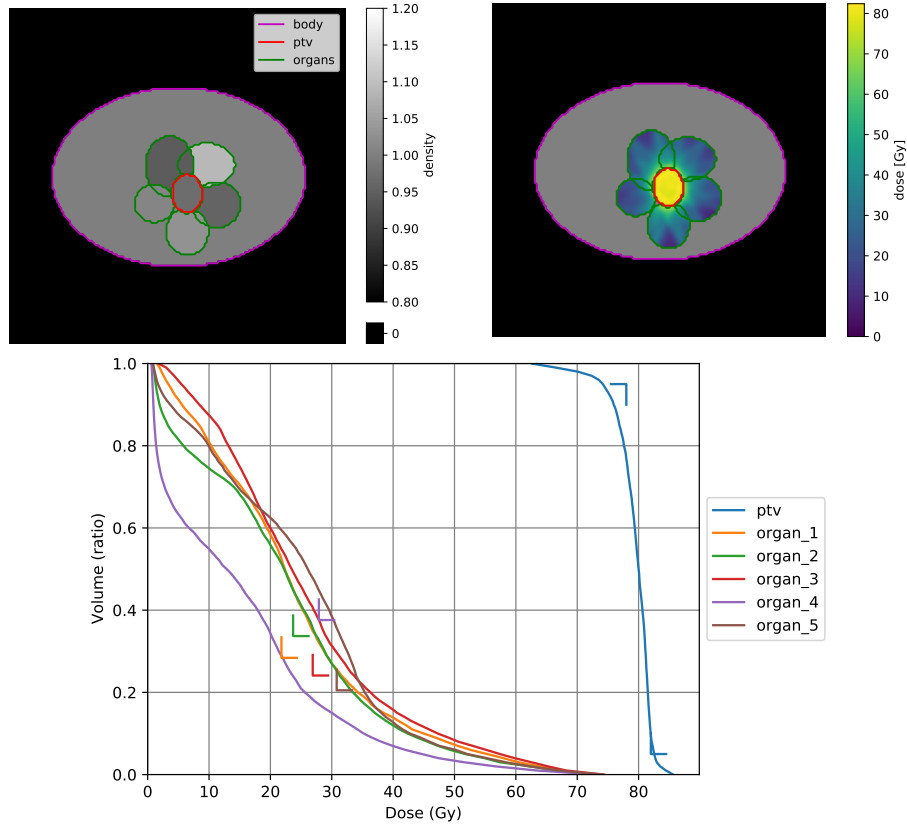 body
ptv
organs
1.20
1.15
1.10
1.05
1.00
0.95
0.90
0.85
0.80
0
density
80
70
60
50
40
30
20
10
0
dose [Gy]
1.0
0.8
0.6
0.4
0.2
0.0
Volume (ratio)
0 10 20 30 40 50 60 70 80
Dose (Gy)
ptv
organ_1
organ_2
organ_3
organ_4
organ_5